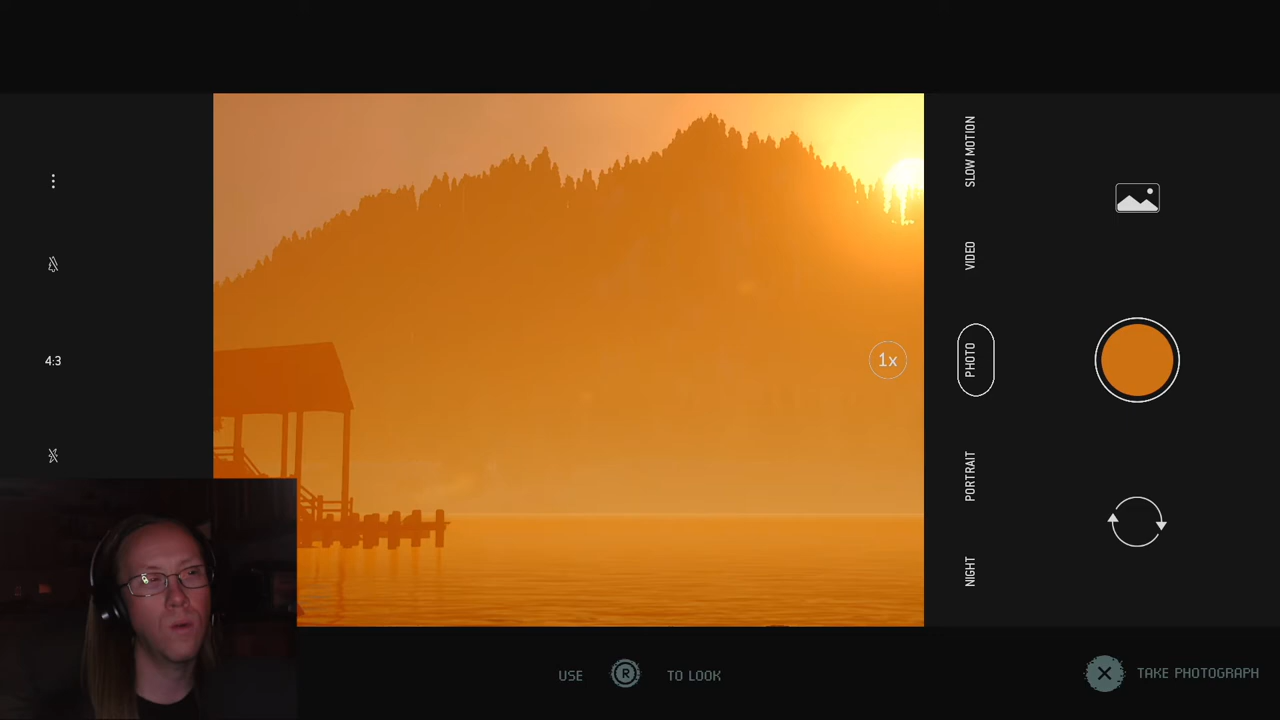 SLOW MOTION
VIDEO
4:3
1x
PHOTO
PORTRAIT
NIGHT
USE R TO LOOK
X TAKE PHOTOGRAPH